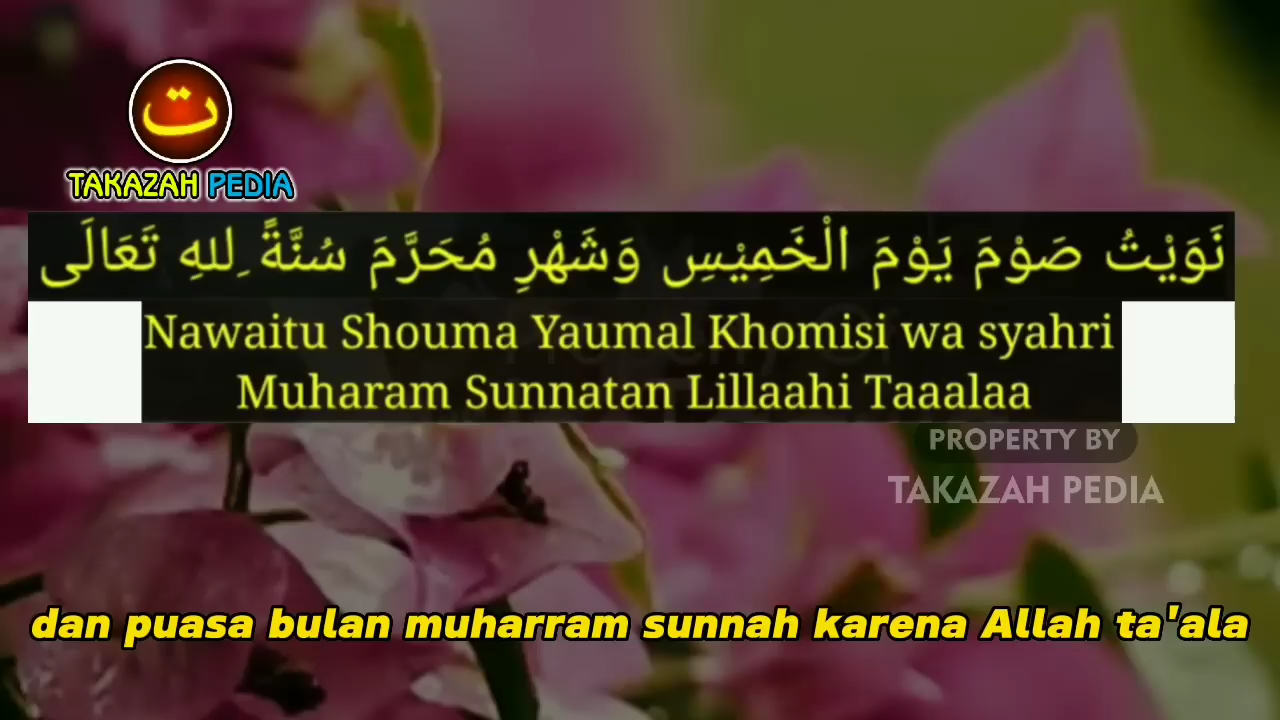 ت
TAKAZAH PEDIA
نَوَيْتُ صَوْمَ يَوْمَ الْخَمِيْسِ وَشَهْرِ مُحَرَّمَ سُنَّةً لِلهِ تَعَالَى
Nawaitu Shouma Yaumal Khomisi wa syahri
Muharam Sunnatan Lillaahi Taaalaa
PROPERTY BY
TAKAZAH PEDIA
dan puasa bulan muharram sunnah karena Allah ta'ala